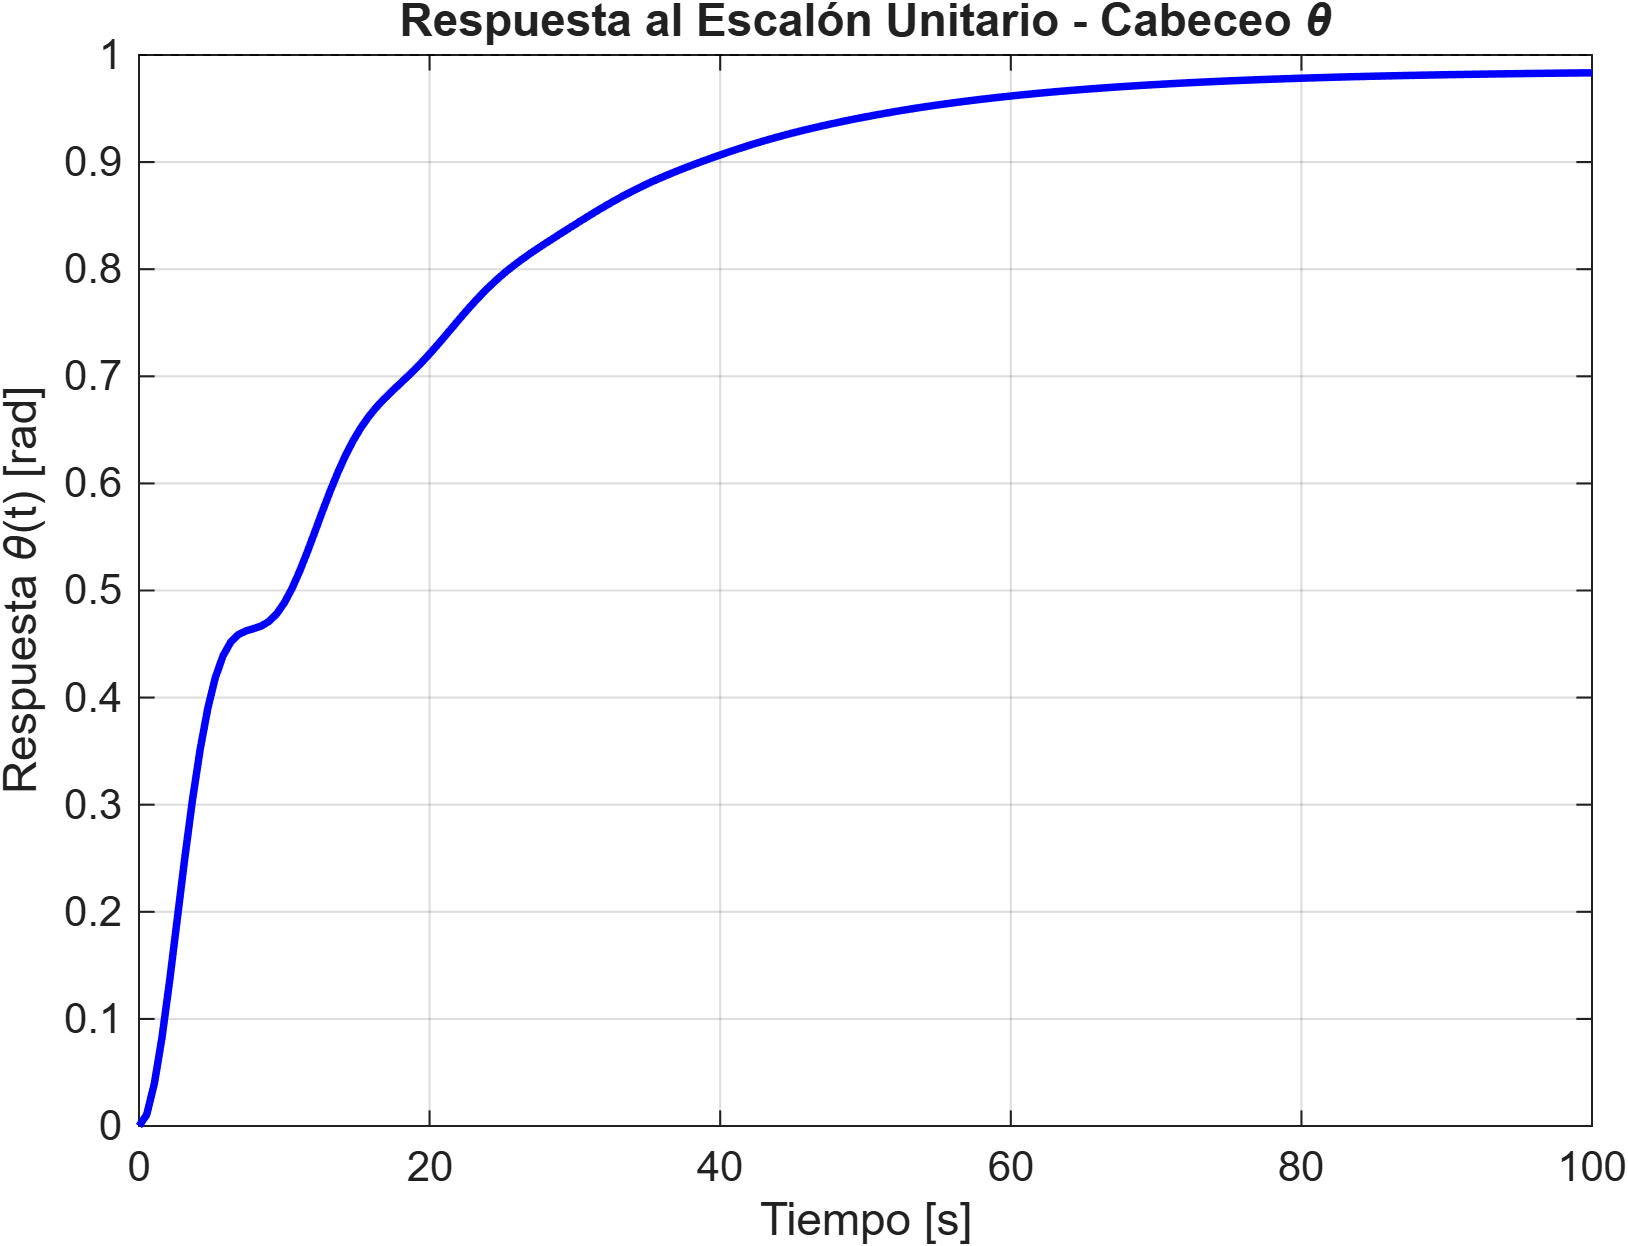 Respuesta al Escalón Unitario - Cabeceo θ
Respuesta θ(t) [rad]
1
0.9
0.8
0.7
0.6
0.5
0.4
0.3
0.2
0.1
0
0 20 40 60 80 100
Tiempo [s]